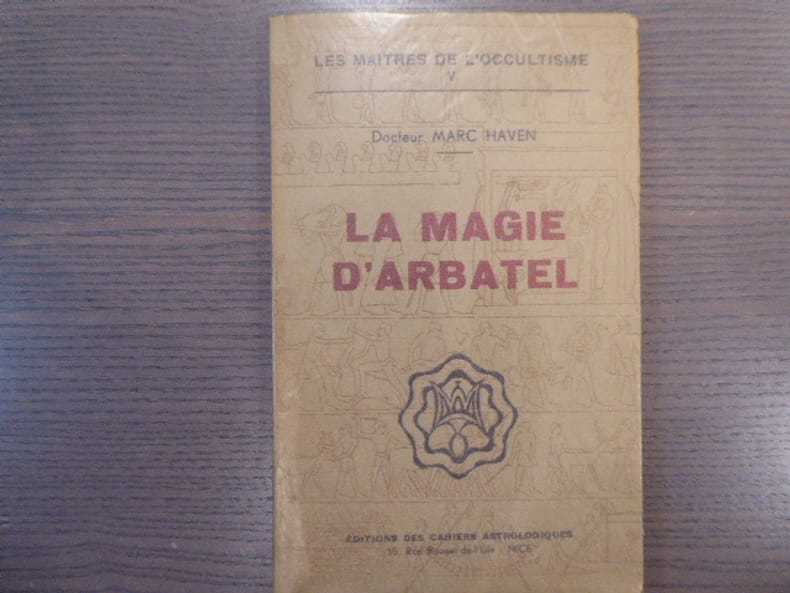 LES MAITRES DE L'OCCULTISME
V
Docteur MARC HAVEN
LA MAGIE
D'ARBATEL
ÉDITIONS DES CAHIERS ASTROLOGIQUES
15, Rue Rouget-de-l'Isle - NICE